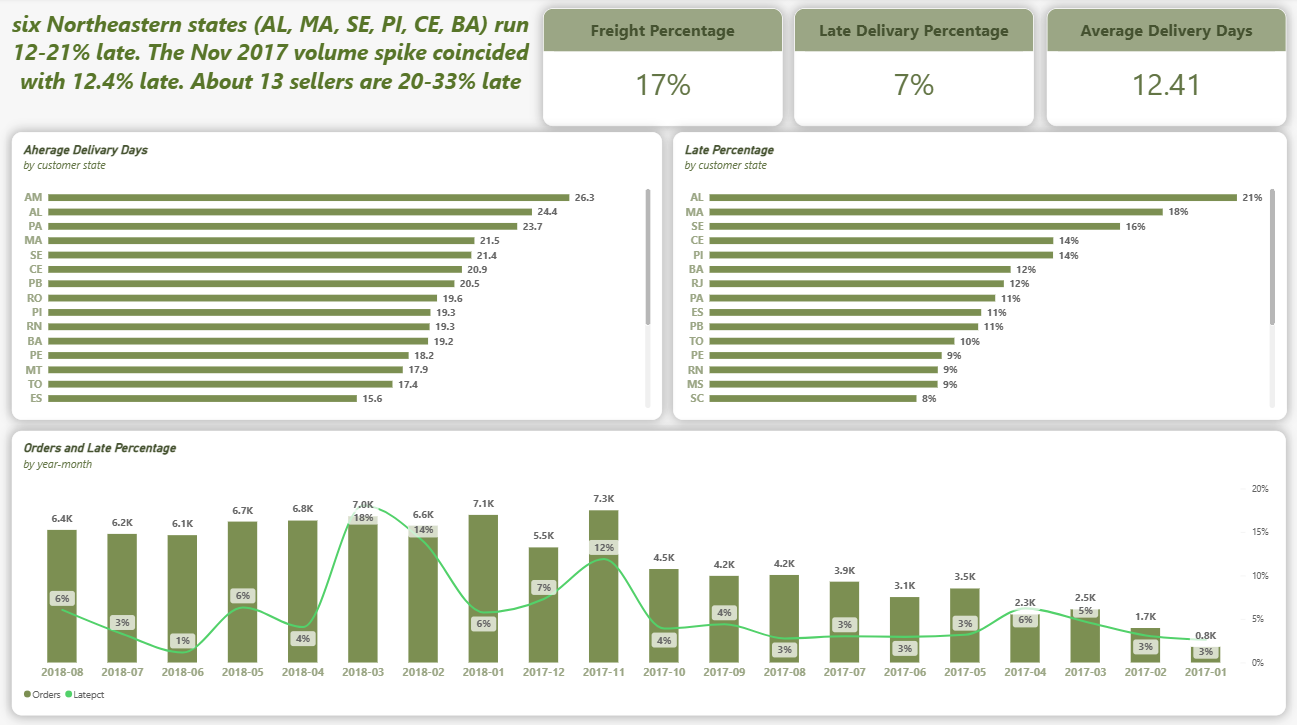 six Northeastern states (AL, MA, SE, PI, CE, BA) run
12-21% late. The Nov 2017 volume spike coincided
with 12.4% late. About 13 sellers are 20-33% late
Freight Percentage
17%
Late Delivary Percentage
7%
Average Delivery Days
12.41
Aherage Delivary Days
by customer state
AM 26.3
AL 24.4
PA 23.7
MA 21.5
SE 21.4
CE 20.9
PB 20.5
RO 19.6
PI 19.3
RN 19.3
BA 19.2
PE 18.2
MT 17.9
TO 17.4
ES 15.6
Late Percentage
by customer state
AL 21%
MA 18%
SE 16%
CE 14%
PI 14%
BA 12%
RJ 12%
PA 11%
ES 11%
PB 11%
TO 10%
PE 9%
RN 9%
MS 9%
SC 8%
Orders and Late Percentage
by year-month
6.4K 6.2K 6.1K 6.7K 6.8K 7.0K 6.6K 7.1K 5.5K 7.3K 4.5K 4.2K 4.2K 3.9K 3.1K 3.5K 2.3K 2.5K 1.7K 0.8K
6% 3% 1% 6% 4% 18% 14% 6% 7% 12% 4% 4% 3% 3% 3% 3% 6% 5% 3% 3%
20%
15%
10%
5%
0%
2018-08 2018-07 2018-06 2018-05 2018-04 2018-03 2018-02 2018-01 2017-12 2017-11 2017-10 2017-09 2017-08 2017-07 2017-06 2017-05 2017-04 2017-03 2017-02 2017-01
Orders Latepct